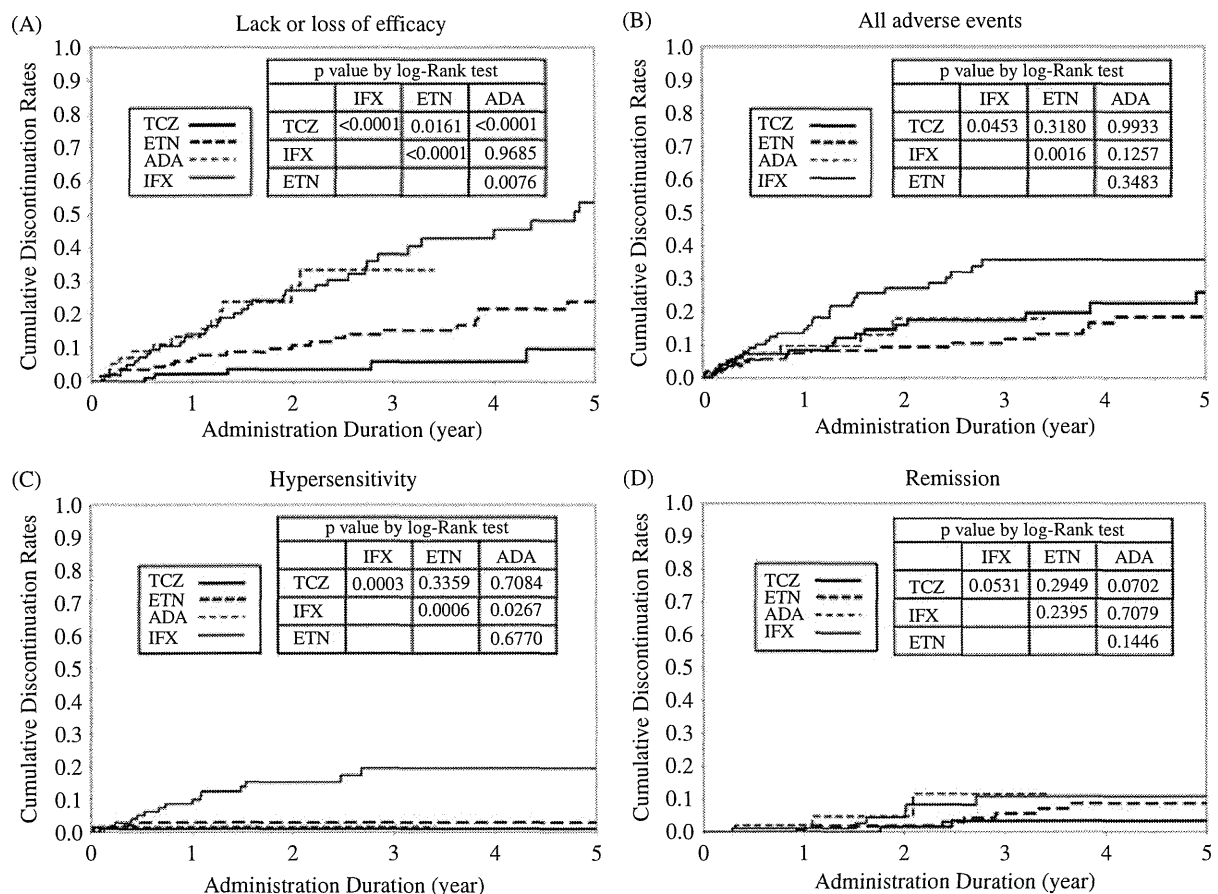 (A)
Lack or loss of efficacy
Cumulative Discontinuation Rates
1.0
0.9
0.8
0.7
0.6
0.5
0.4
0.3
0.2
0.1
0.0
TCZ
ETN
ADA
IFX
p value by log-Rank test
IFX ETN ADA
TCZ <0.0001 0.0161 <0.0001
IFX <0.0001 0.9685
ETN 0.0076
0 1 2 3 4 5
Administration Duration (year)
(B)
All adverse events
Cumulative Discontinuation Rates
1.0
0.9
0.8
0.7
0.6
0.5
0.4
0.3
0.2
0.1
0.0
TCZ
ETN
ADA
IFX
p value by log-Rank test
IFX ETN ADA
TCZ 0.0453 0.3180 0.9933
IFX 0.0016 0.1257
ETN 0.3483
0 1 2 3 4 5
Administration Duration (year)
(C)
Hypersensitivity
Cumulative Discontinuation Rates
1.0
0.9
0.8
0.7
0.6
0.5
0.4
0.3
0.2
0.1
0.0
TCZ
ETN
ADA
IFX
p value by log-Rank test
IFX ETN ADA
TCZ 0.0003 0.3359 0.7084
IFX 0.0006 0.0267
ETN 0.6770
0 1 2 3 4 5
Administration Duration (year)
(D)
Remission
Cumulative Discontinuation Rates
1.0
0.9
0.8
0.7
0.6
0.5
0.4
0.3
0.2
0.1
0.0
TCZ
ETN
ADA
IFX
p value by log-Rank test
IFX ETN ADA
TCZ 0.0531 0.2949 0.0702
IFX 0.2395 0.7079
ETN 0.1446
0 1 2 3 4 5
Administration Duration (year)